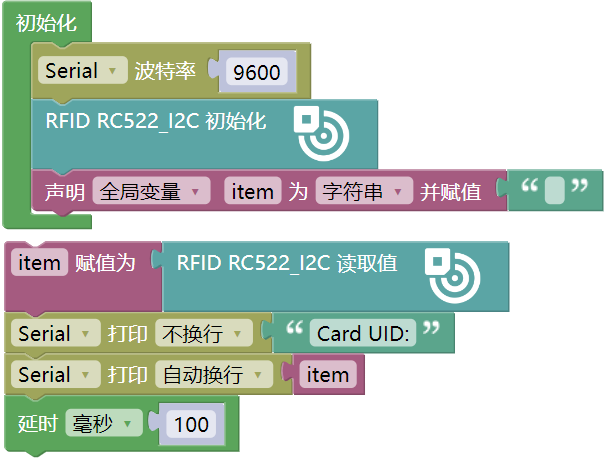 初始化
Serial 波特率 9600
RFID RC522_I2C 初始化
声明 全局变量 item 为 字符串 并赋值 “ ”
item 赋值为 RFID RC522_I2C 读取值
Serial 打印 不换行 “ Card UID: ”
Serial 打印 自动换行 item
延时 毫秒 100